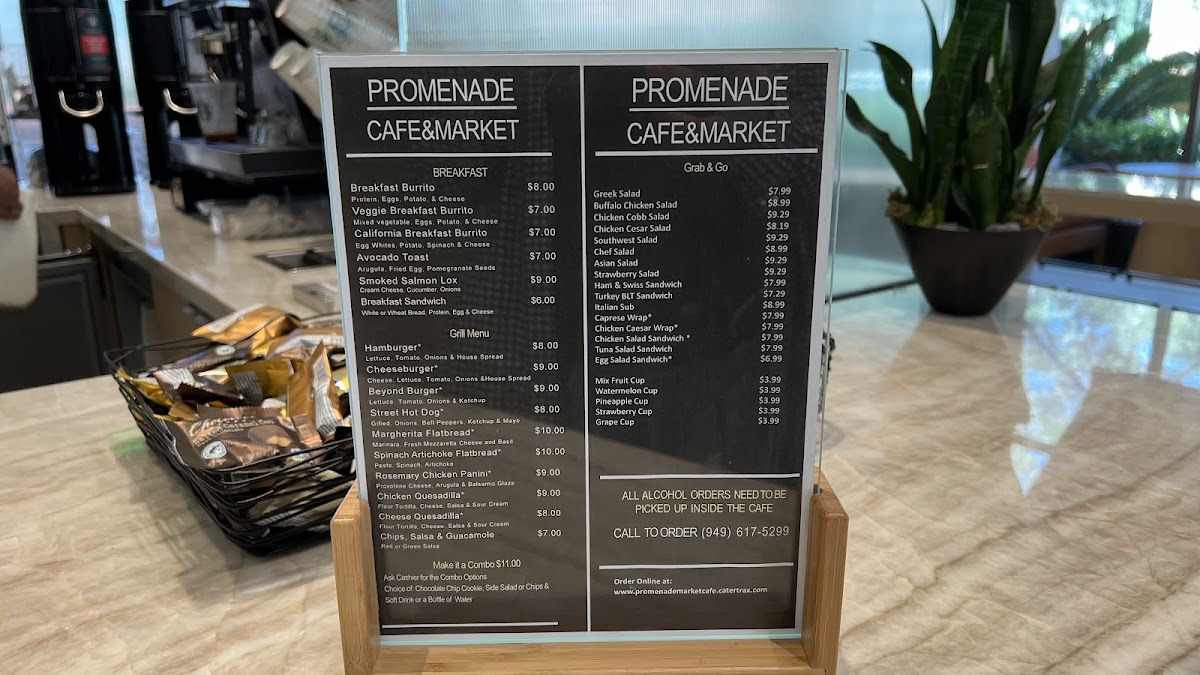 PROMENADE
CAFE&MARKET
BREAKFAST
Breakfast Burrito $8.00
Protein, Eggs, Potato, & Cheese
Veggie Breakfast Burrito $7.00
Mixed vegetable, Eggs, Potato, & Cheese
California Breakfast Burrito $7.00
Egg Whites, Potato, Spinach & Cheese
Avocado Toast $7.00
Arugula, Fried Egg, Pomegranate Seeds
Smoked Salmon Lox $9.00
Cream Cheese, Cucumber, Onions
Breakfast Sandwich $6.00
White or Wheat Bread, Protein, Egg & Cheese
Grill Menu
Hamburger* $8.00
Lettuce, Tomato, Onions & House Spread
Cheeseburger* $9.00
Cheese, Lettuce, Tomato, Onions &House Spread
Beyond Burger* $9.00
Lettuce, Tomato, Onions & Ketchup
Street Hot Dog* $8.00
Grilled, Onions, Bell Peppers, Ketchup & Mayo
Margherita Flatbread* $10.00
Marinara, Fresh Mozzarella Cheese and Basil
Spinach Artichoke Flatbread* $10.00
Pesto, Spinach, Artichoke
Rosemary Chicken Panini* $9.00
Provolone Cheese, Arugula & Balsamic Glaze
Chicken Quesadilla* $9.00
Flour Tortilla, Cheese, Salsa & Sour Cream
Cheese Quesadilla* $8.00
Flour Tortilla, Cheese, Salsa & Sour Cream
Chips, Salsa & Guacamole $7.00
Red or Green Salsa
Make it a Combo $11.00
Ask Cashier for the Combo Options
Choice of: Chocolate Chip Cookie, Side Salad or Chips &
Soft Drink or a Bottle of Water
PROMENADE
CAFE&MARKET
Grab & Go
Greek Salad $7.99
Buffalo Chicken Salad $8.99
Chicken Cobb Salad $9.29
Chicken Cesar Salad $8.19
Southwest Salad $9.29
Chef Salad $8.99
Asian Salad $9.29
Strawberry Salad $9.29
Ham & Swiss Sandwich $7.99
Turkey BLT Sandwich $7.29
Italian Sub $8.99
Caprese Wrap* $7.99
Chicken Caesar Wrap* $7.99
Chicken Salad Sandwich * $7.99
Tuna Salad Sandwich $7.99
Egg Salad Sandwich* $6.99
Mix Fruit Cup $3.99
Watermelon Cup $3.99
Pineapple Cup $3.99
Strawberry Cup $3.99
Grape Cup $3.99
ALL ALCOHOL ORDERS NEED TO BE
PICKED UP INSIDE THE CAFE
CALL TO ORDER (949) 617-5299
Order Online at:
www.promenademarketcafe.catertrax.com